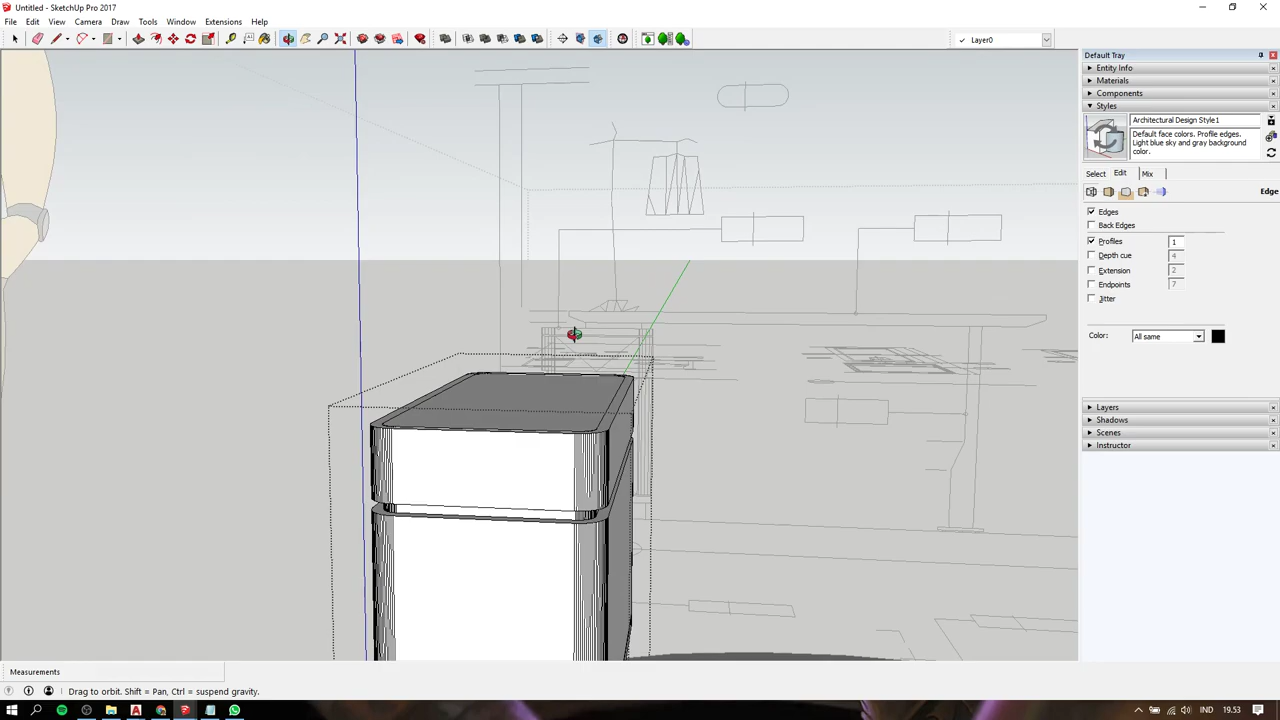 Untitled - SketchUp Pro 2017
File Edit View Camera Draw Tools Window Extensions Help
Layer0
Default Tray
Entity Info
Materials
Components
Styles
Architectural Design Style1
Default face colors. Profile edges.
Light blue sky and gray background
color.
Select Edit Mix
Edge
Edges
Back Edges
Profiles 1
Depth cue 4
Extension 2
Endpoints 7
Jitter
Color: All same
Layers
Shadows
Scenes
Instructor
Measurements
Drag to orbit. Shift = Pan, Ctrl = suspend gravity.
IND 19.53